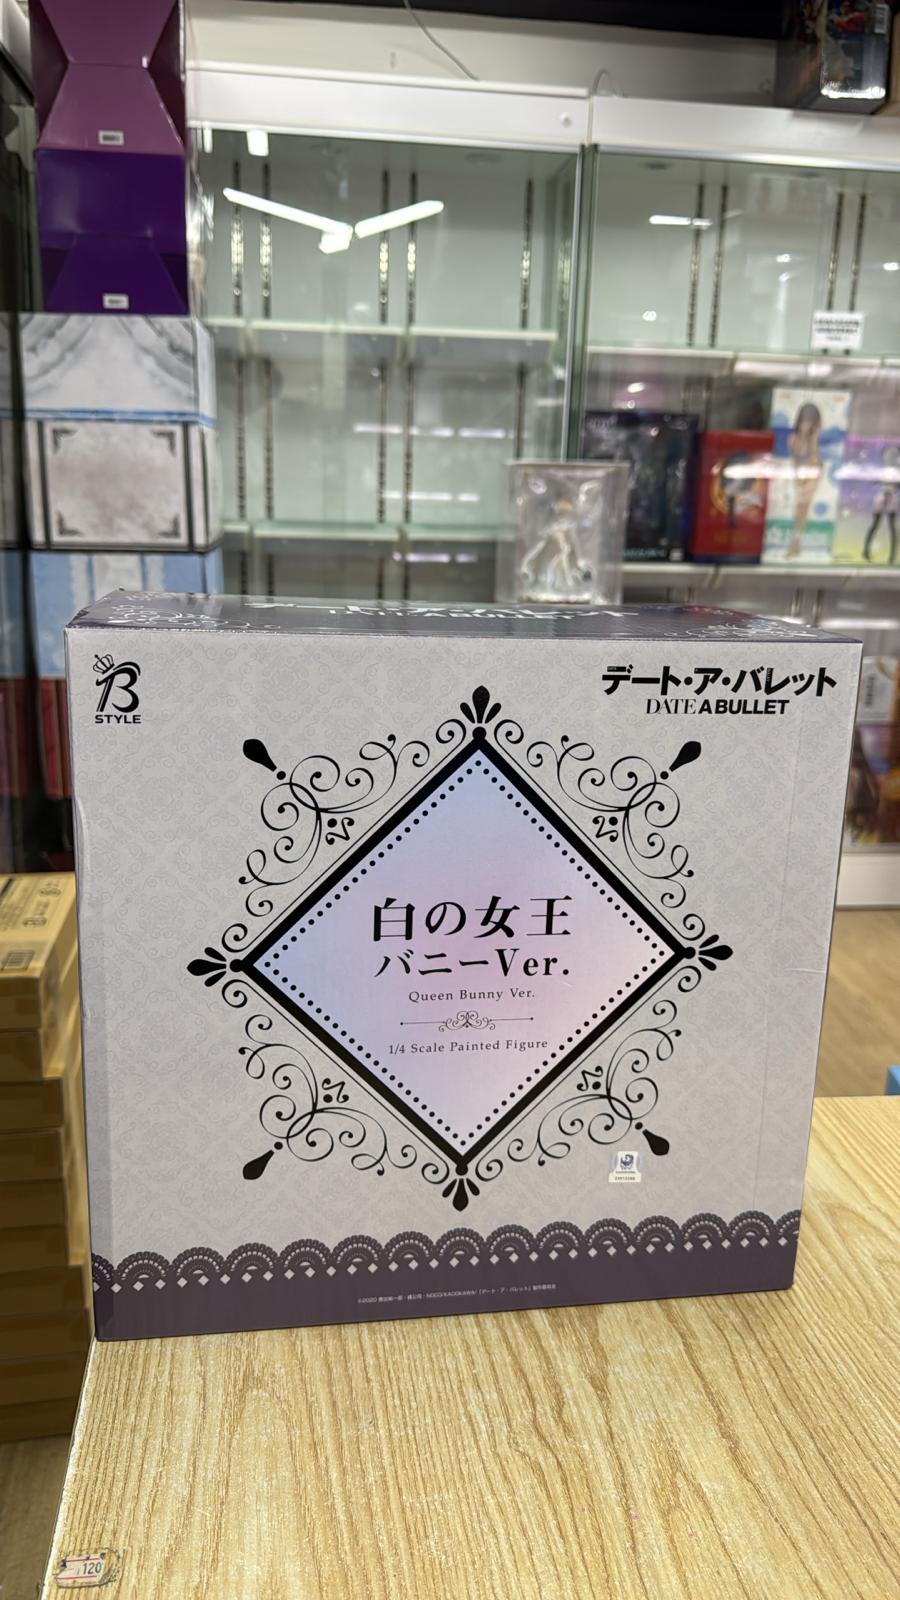 B
STYLE
デート・ア・バレット
DATE A BULLET
白の女王
バニーVer.
Queen Bunny Ver.
1/4 Scale Painted Figure
120